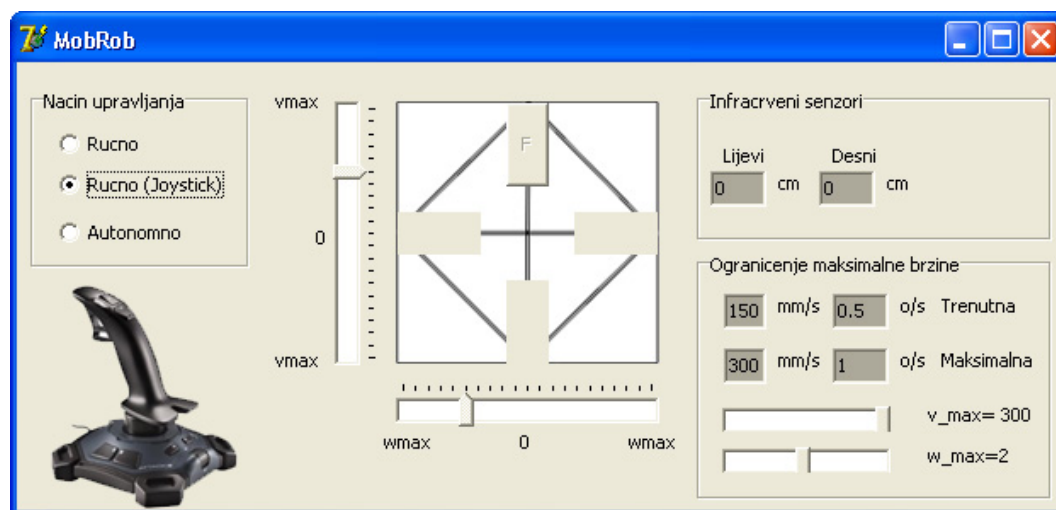 MobRob
Nacin upravljanja
Rucno
Rucno (Joystick)
Autonomno
vmax
0
vmax
F
wmax 0 wmax
Infracrveni senzori
Lijevi Desni
0 cm 0 cm
Ogranicenje maksimalne brzine
150 mm/s 0.5 o/s Trenutna
300 mm/s 1 o/s Maksimalna
v_max= 300
w_max=2